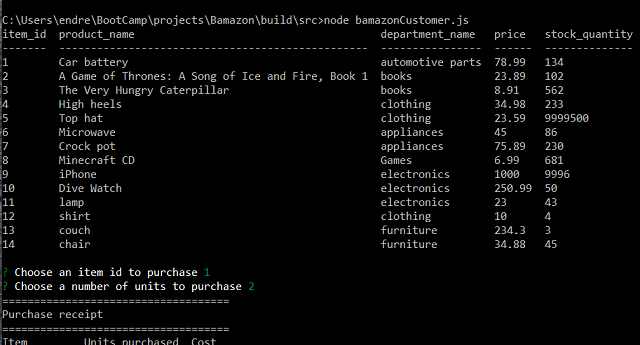 C:\Users\endre\BootCamp\projects\Bamazon\build\src>node bamazonCustomer.js
item_id  product_name                                  department_name   price   stock_quantity
-------  --------------------------------------------  ----------------  ------  --------------
1        Car battery                                   automotive parts  78.99   134
2        A Game of Thrones: A Song of Ice and Fire, Book 1  books             23.89   102
3        The Very Hungry Caterpillar                   books             8.91    562
4        High heels                                    clothing          34.98   233
5        Top hat                                       clothing          23.59   9999500
6        Microwave                                     appliances        45      86
7        Crock pot                                     appliances        75.89   230
8        Minecraft CD                                  Games             6.99    681
9        iPhone                                        electronics       1000    9996
10       Dive Watch                                    electronics       250.99  50
11       lamp                                          electronics       23      43
12       shirt                                         clothing          10      4
13       couch                                         furniture         234.3   3
14       chair                                         furniture         34.88   45
? Choose an item id to purchase 1
? Choose a number of units to purchase 2
====================================
Purchase receipt
====================================
Item         Units purchased  Cost